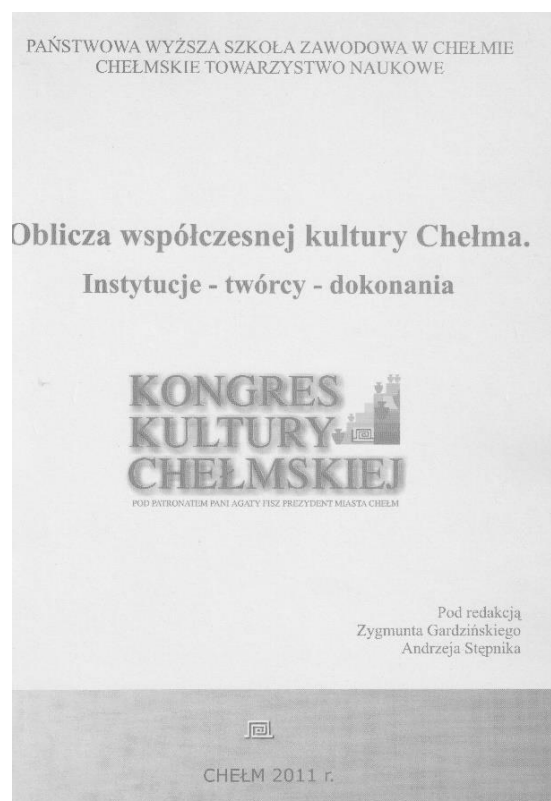 PAŃSTWOWA WYŻSZA SZKOŁA ZAWODOWA W CHEŁMIE
CHEŁMSKIE TOWARZYSTWO NAUKOWE
Oblicza współczesnej kultury Chełma.
Instytucje - twórcy - dokonania
KONGRES
KULTURY
CHEŁMSKIEJ
POD PATRONATEM PANI AGATY FISZ PREZYDENT MIASTA CHEŁM
Pod redakcją
Zygmunta Gardzińskiego
Andrzeja Stępnika
CHEŁM 2011 r.